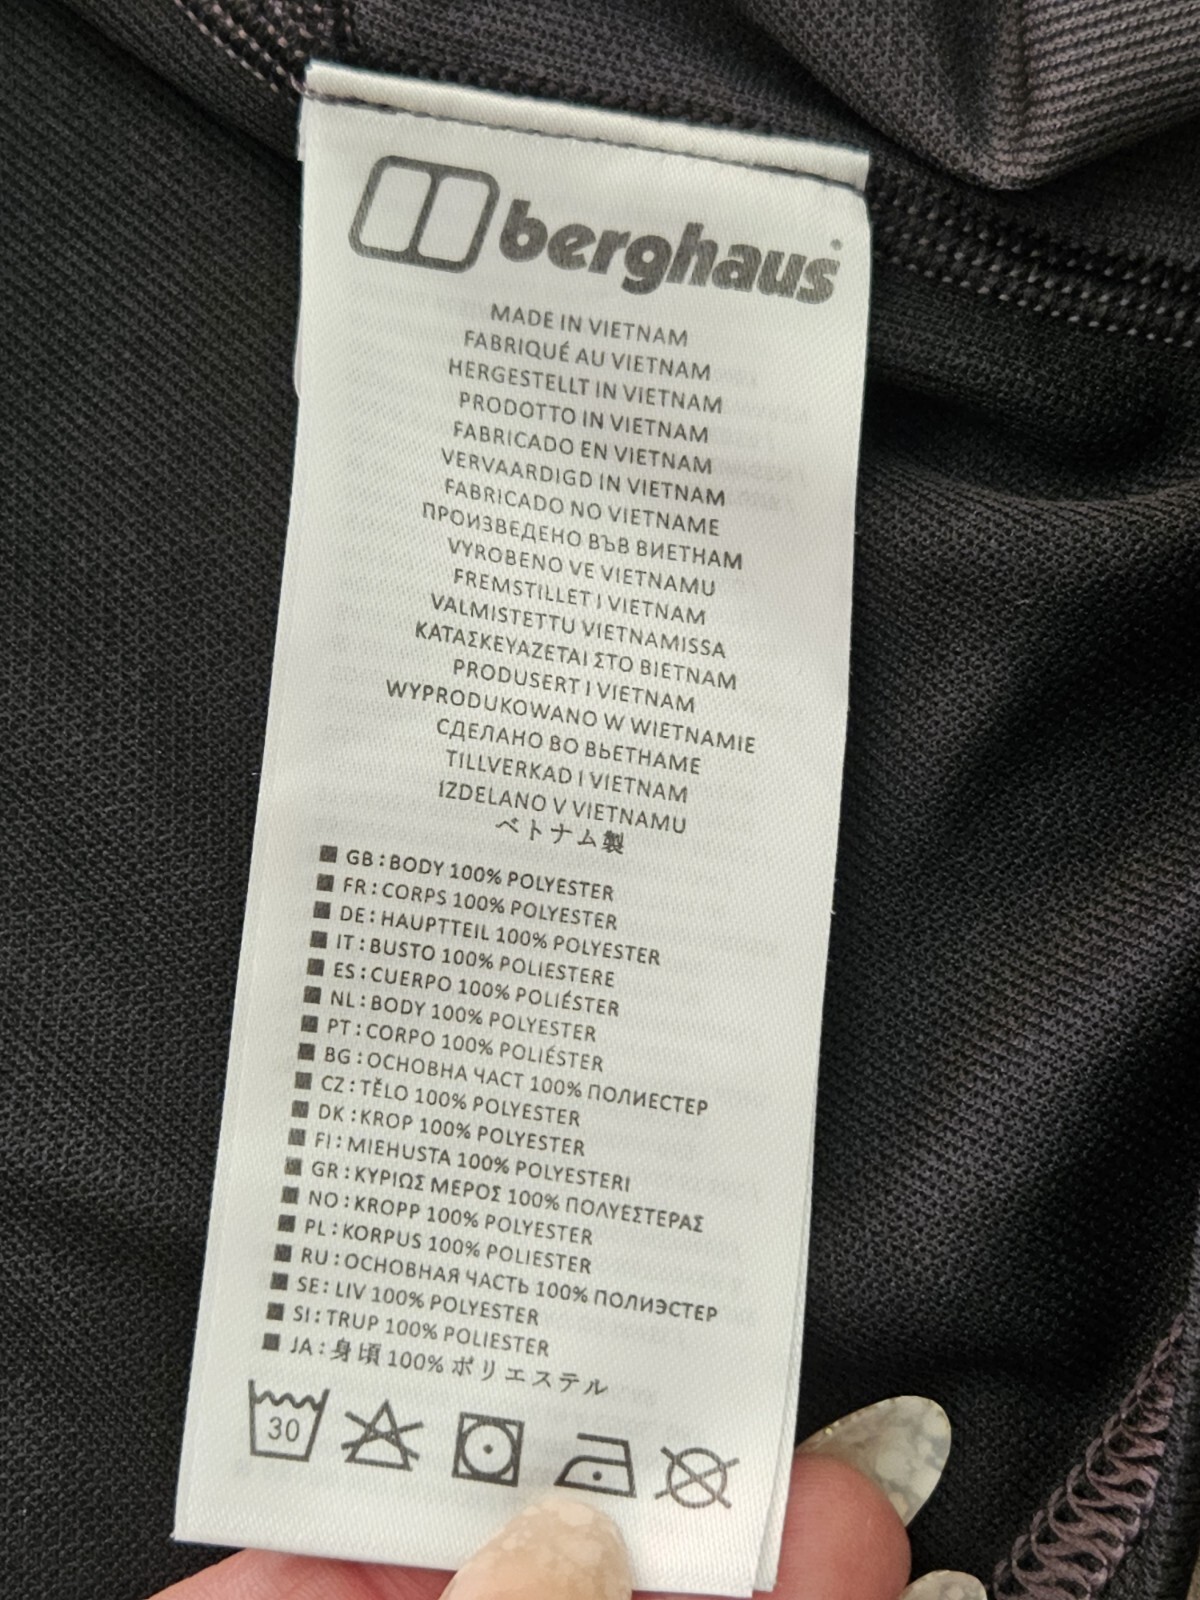 berghaus
MADE IN VIETNAM
FABRIQUÉ AU VIETNAM
HERGESTELLT IN VIETNAM
PRODOTTO IN VIETNAM
FABRICADO EN VIETNAM
VERVAARDIGD IN VIETNAM
FABRICADO NO VIETNAME
ПРОИЗВЕДЕНО ВЪВ ВИЕТНАМ
VYROBENO VE VIETNAMU
FREMSTILLET I VIETNAM
VALMISTETTU VIETNAMISSA
ΚΑΤΑΣΚΕΥΑΖΕΤΑΙ ΣΤΟ ΒΙΕΤΝΑΜ
PRODUSERT I VIETNAM
WYPRODUKOWANO W WIETNAMIE
СДЕЛАНО ВО ВЬЕТНАМЕ
TILLVERKAD I VIETNAM
IZDELANO V VIETNAMU
ベトナム製
GB : BODY 100% POLYESTER
FR : CORPS 100% POLYESTER
DE : HAUPTTEIL 100% POLYESTER
IT : BUSTO 100% POLIESTERE
ES : CUERPO 100% POLIÉSTER
NL : BODY 100% POLYESTER
PT : CORPO 100% POLIÉSTER
BG : ОСНОВНА ЧАСТ 100% ПОЛИЕСТЕР
CZ : TĚLO 100% POLYESTER
DK : KROP 100% POLYESTER
FI : MIEHUSTA 100% POLYESTERI
GR : ΚΥΡΙΩΣ ΜΕΡΟΣ 100% ΠΟΛΥΕΣΤΕΡΑΣ
NO : KROPP 100% POLYESTER
PL : KORPUS 100% POLIESTER
RU : ОСНОВНАЯ ЧАСТЬ 100% ПОЛИЭСТЕР
SE : LIV 100% POLYESTER
SI : TRUP 100% POLIESTER
JA : 身頃 100% ポリエステル
30